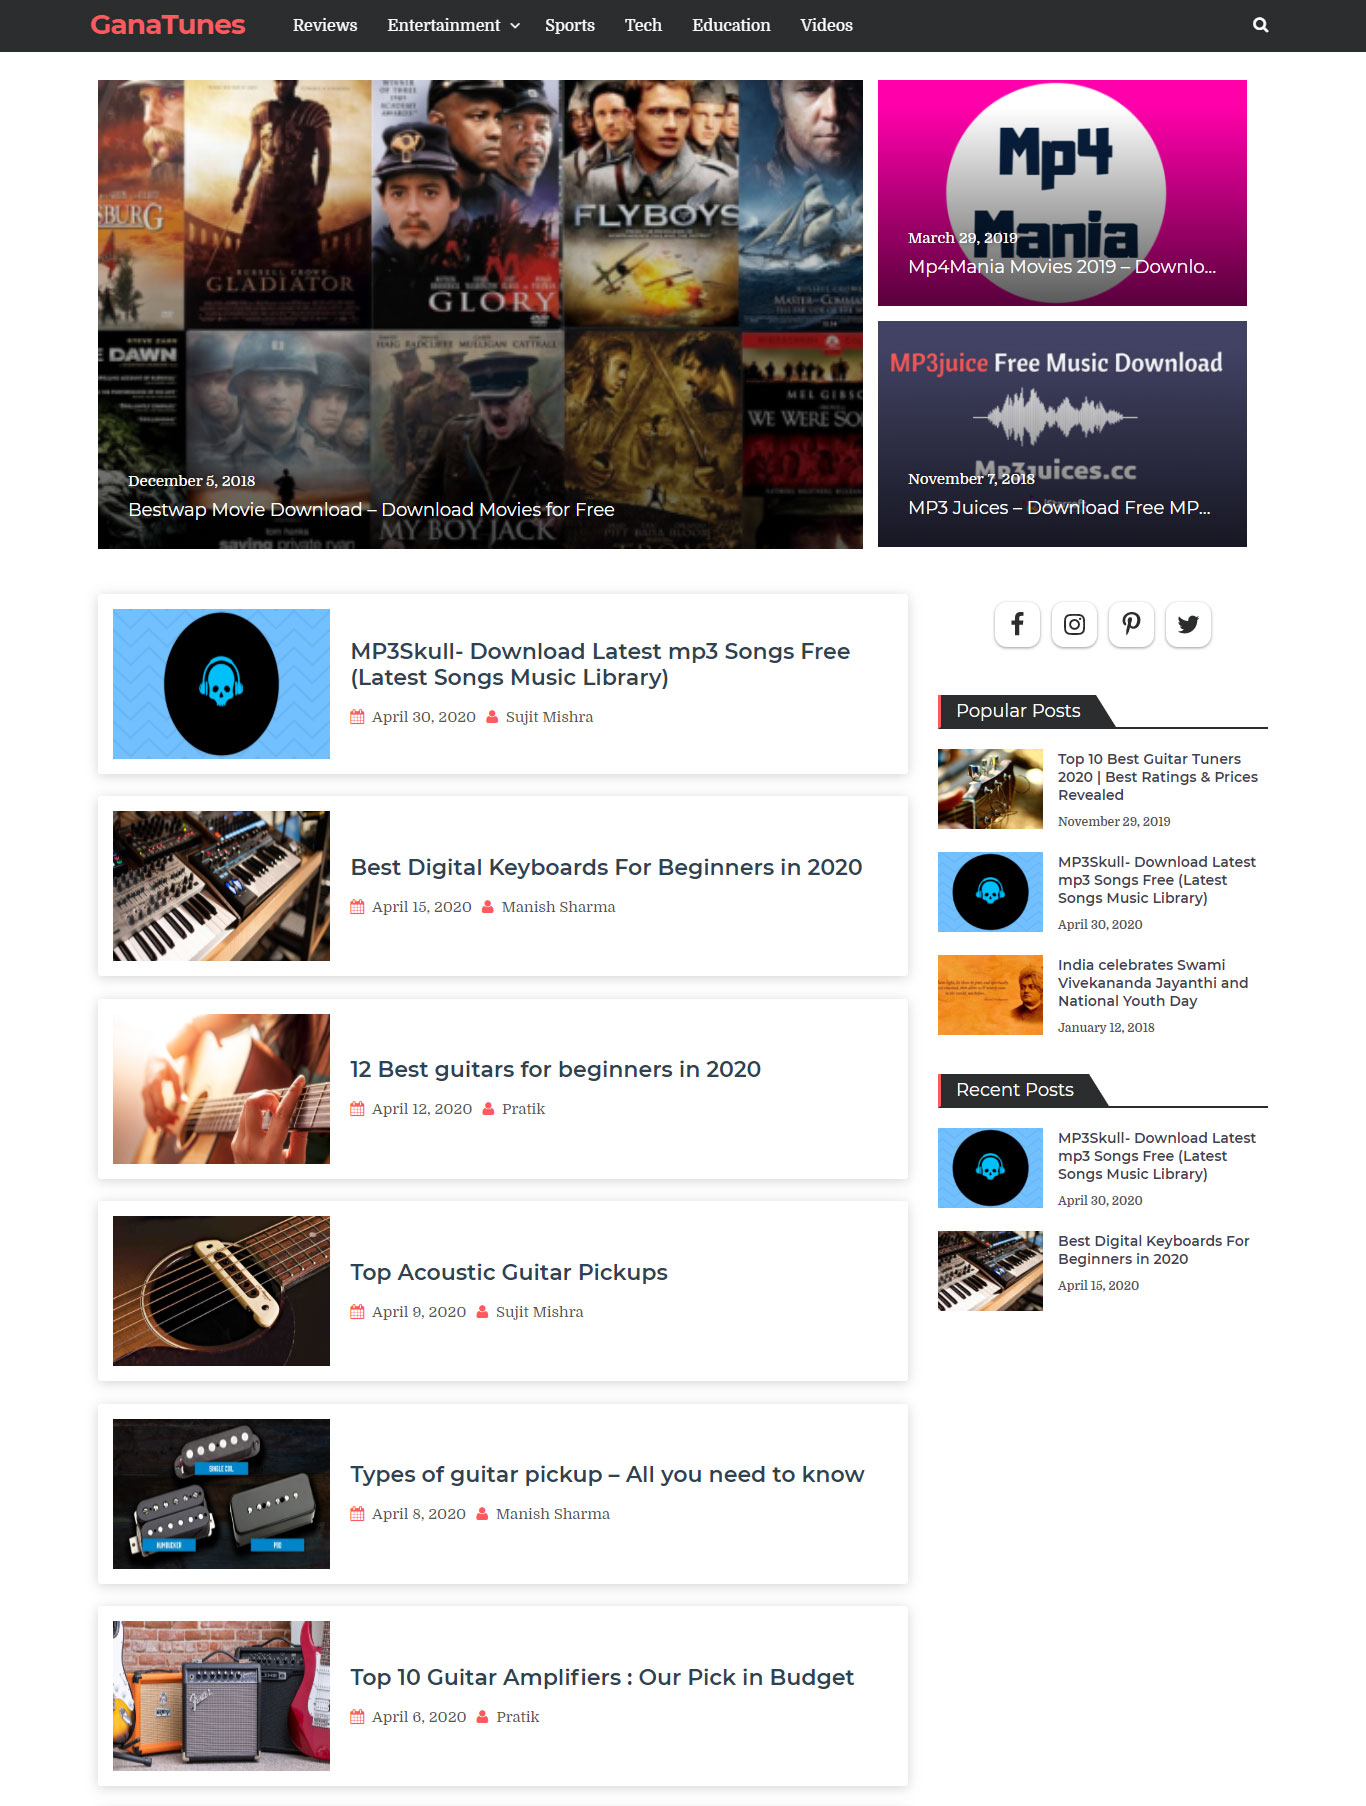 GanaTunes
Reviews
Entertainment
Sports
Tech
Education
Videos
GLADIATOR
GLORY
FLYBOYS
MY BOY JACK
saving private ryan
December 5, 2018
Bestwap Movie Download – Download Movies for Free
Mp4
Mania
March 29, 2019
Mp4Mania Movies 2019 – Downlo...
MP3juice Free Music Download
Mp3juices.cc
November 7, 2018
MP3 Juices – Download Free MP...
MP3Skull- Download Latest mp3 Songs Free
(Latest Songs Music Library)
April 30, 2020 Sujit Mishra
Best Digital Keyboards For Beginners in 2020
April 15, 2020 Manish Sharma
12 Best guitars for beginners in 2020
April 12, 2020 Pratik
Top Acoustic Guitar Pickups
April 9, 2020 Sujit Mishra
SINGLE COIL
HUMBUCKER
P90
Types of guitar pickup – All you need to know
April 8, 2020 Manish Sharma
Top 10 Guitar Amplifiers : Our Pick in Budget
April 6, 2020 Pratik
Popular Posts
Top 10 Best Guitar Tuners
2020 | Best Ratings & Prices
Revealed
November 29, 2019
MP3Skull- Download Latest
mp3 Songs Free (Latest
Songs Music Library)
April 30, 2020
India celebrates Swami
Vivekananda Jayanthi and
National Youth Day
January 12, 2018
Recent Posts
MP3Skull- Download Latest
mp3 Songs Free (Latest
Songs Music Library)
April 30, 2020
Best Digital Keyboards For
Beginners in 2020
April 15, 2020